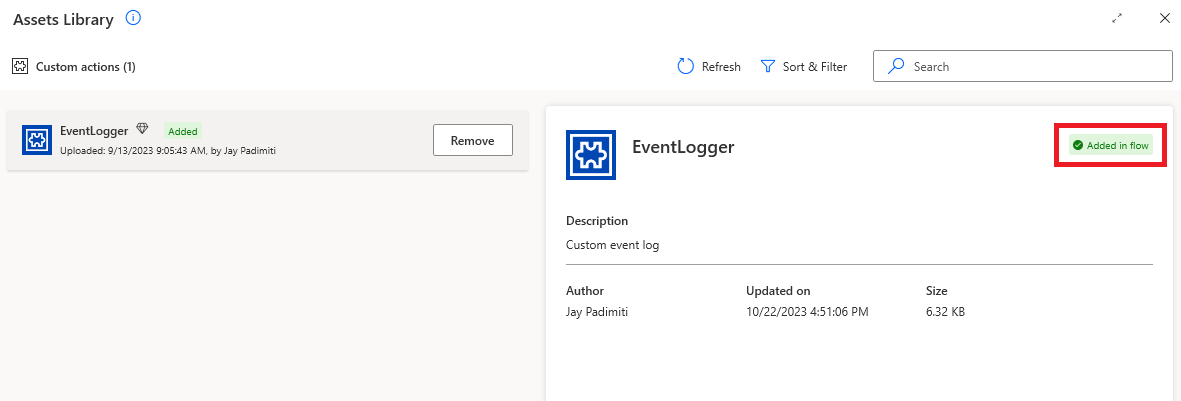 Assets Library
Custom actions (1)
Refresh
Sort & Filter
Search
EventLogger
Added
Uploaded: 9/13/2023 9:05:43 AM, by Jay Padimiti
Remove
EventLogger
Added in flow
Description
Custom event log
Author
Updated on
Size
Jay Padimiti
10/22/2023 4:51:06 PM
6.32 KB